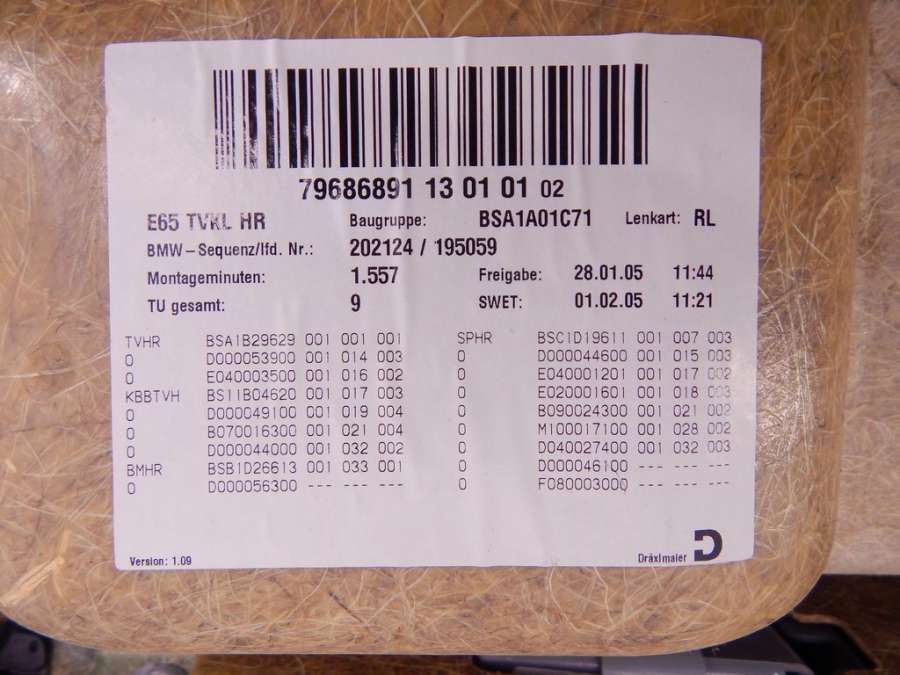 79686891 13 01 01 02
E65 TVKL HR Baugruppe: BSA1A01C71 Lenkart: RL
BMW-Sequenz/lfd. Nr.: 202124 / 195059
Montageminuten: 1.557 Freigabe: 28.01.05 11:44
TU gesamt: 9 SWET: 01.02.05 11:21
TVHR BSA1B29629 001 001 001
0 D000053900 001 014 003
0 E040003500 001 016 002
KBBTVH BS11B04620 001 017 003
0 D000049100 001 019 004
0 B070016300 001 021 004
0 D000044000 001 032 002
BMHR BSB1D26613 001 033 001
0 D000056300 --- --- ---
SPHR BSC1D19611 001 007 003
0 D000044600 001 015 003
0 E040001201 001 017 002
0 E020001601 001 018 003
0 B090024300 001 021 002
0 M100017100 001 028 002
0 D040027400 001 032 003
0 D000046100 --- --- ---
0 F080003000 --- --- ---
Version: 1.09
Dräxlmaier D